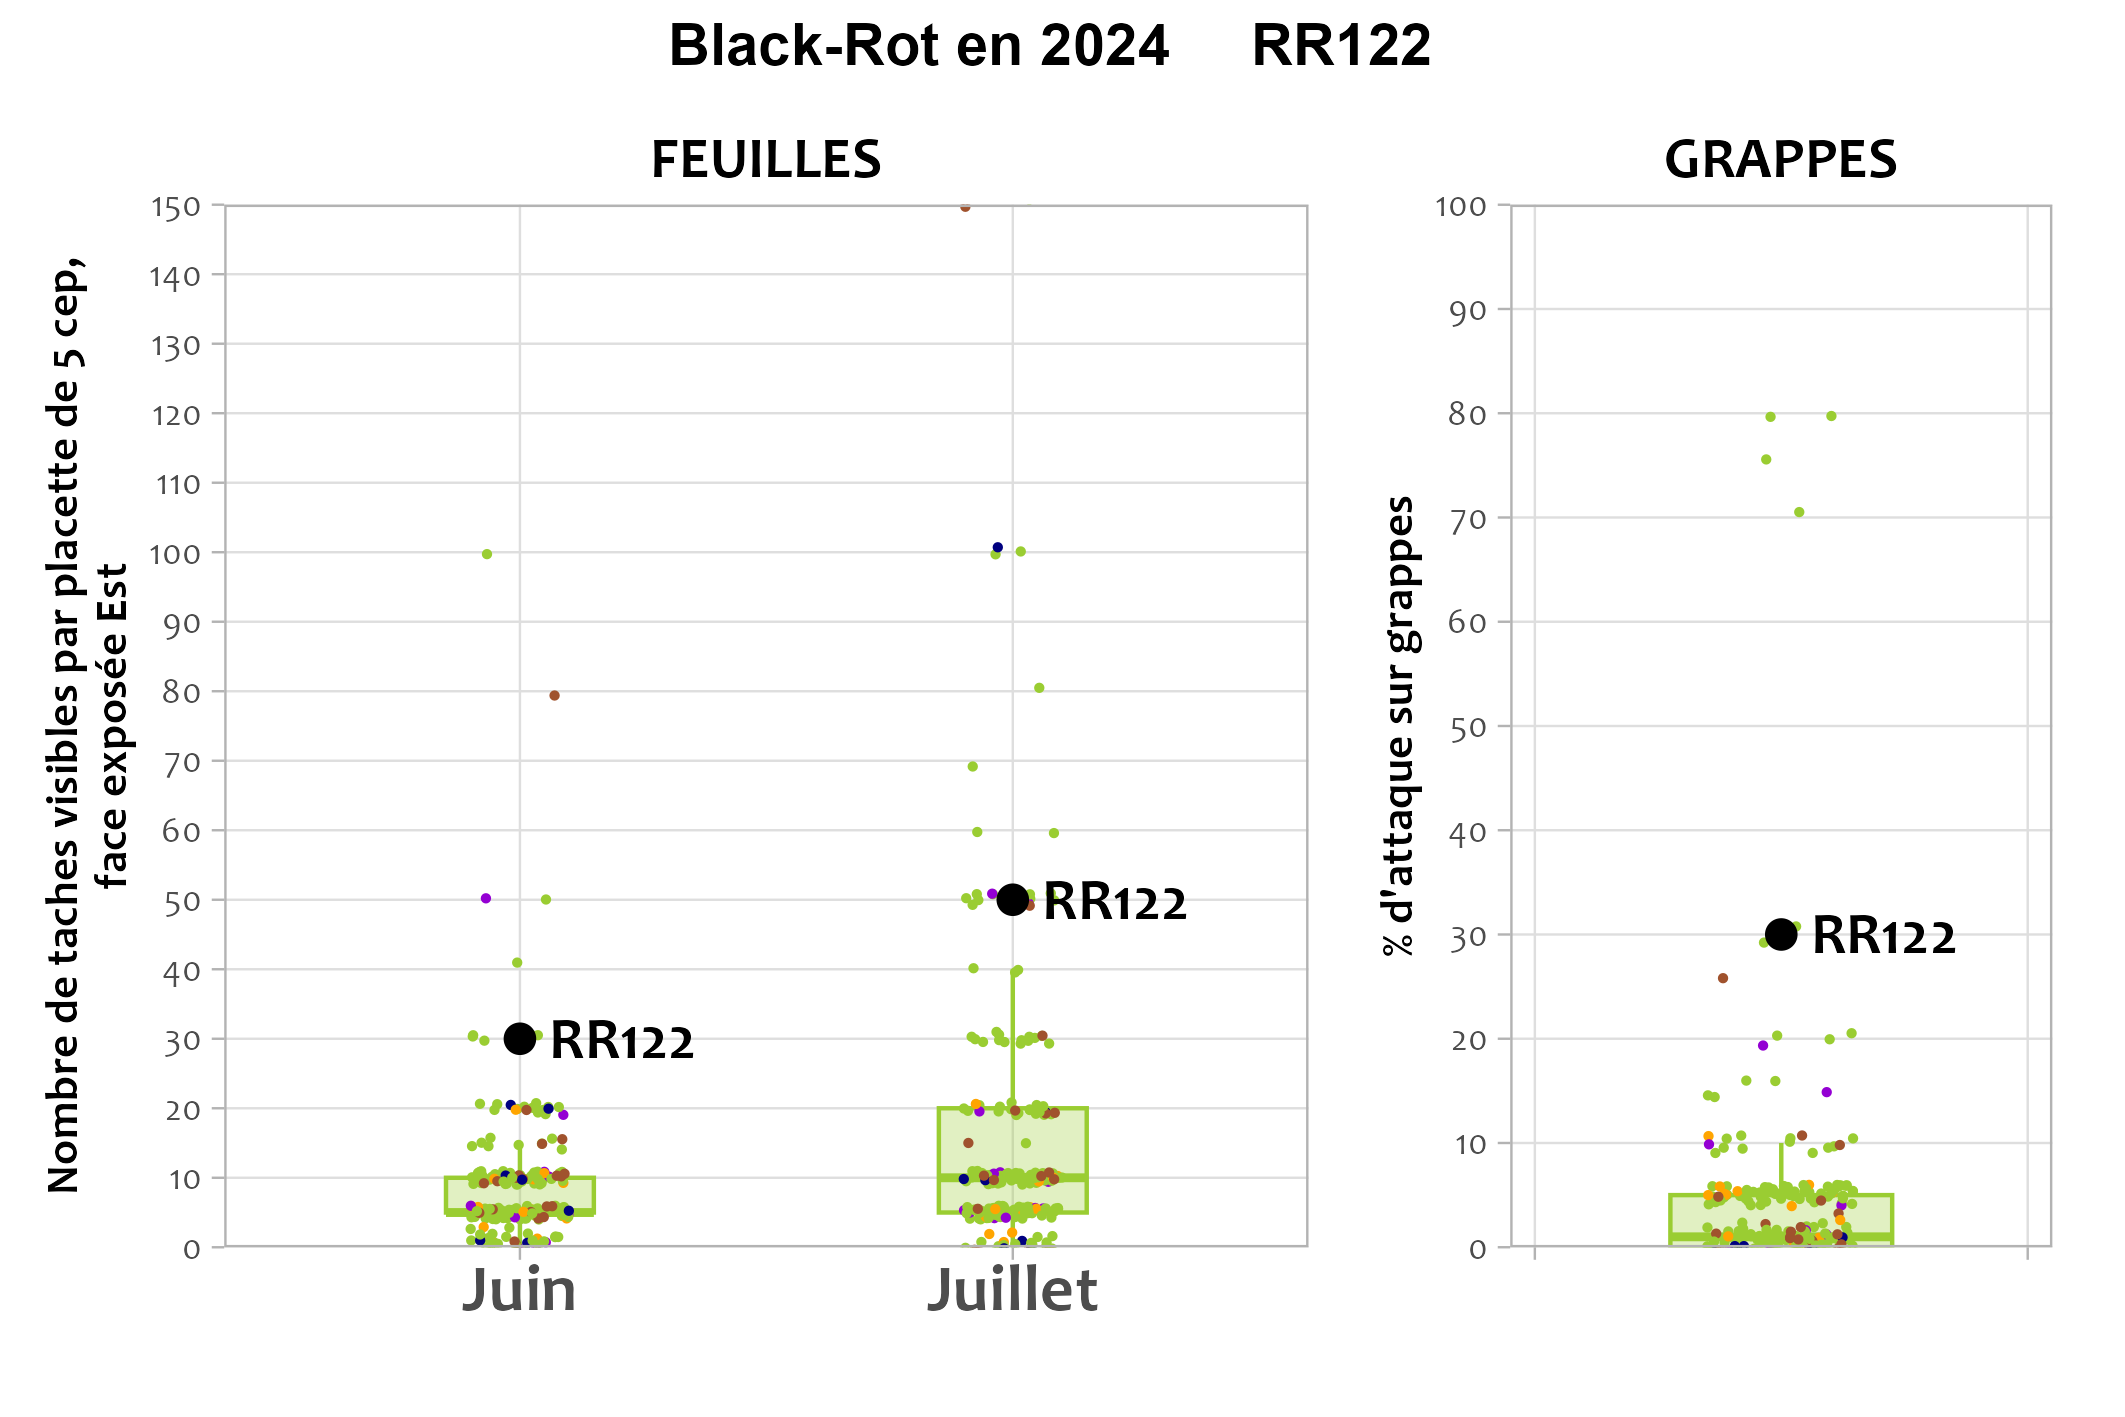 Black-Rot en 2024 RR122
FEUILLES
Nombre de taches visibles par placette de 5 cep,
face exposée Est
150
140
130
120
110
100
90
80
70
60
50
40
30
20
10
0
RR122
RR122
Juin
Juillet
GRAPPES
% d'attaque sur grappes
100
90
80
70
60
50
40
30
20
10
0
RR122